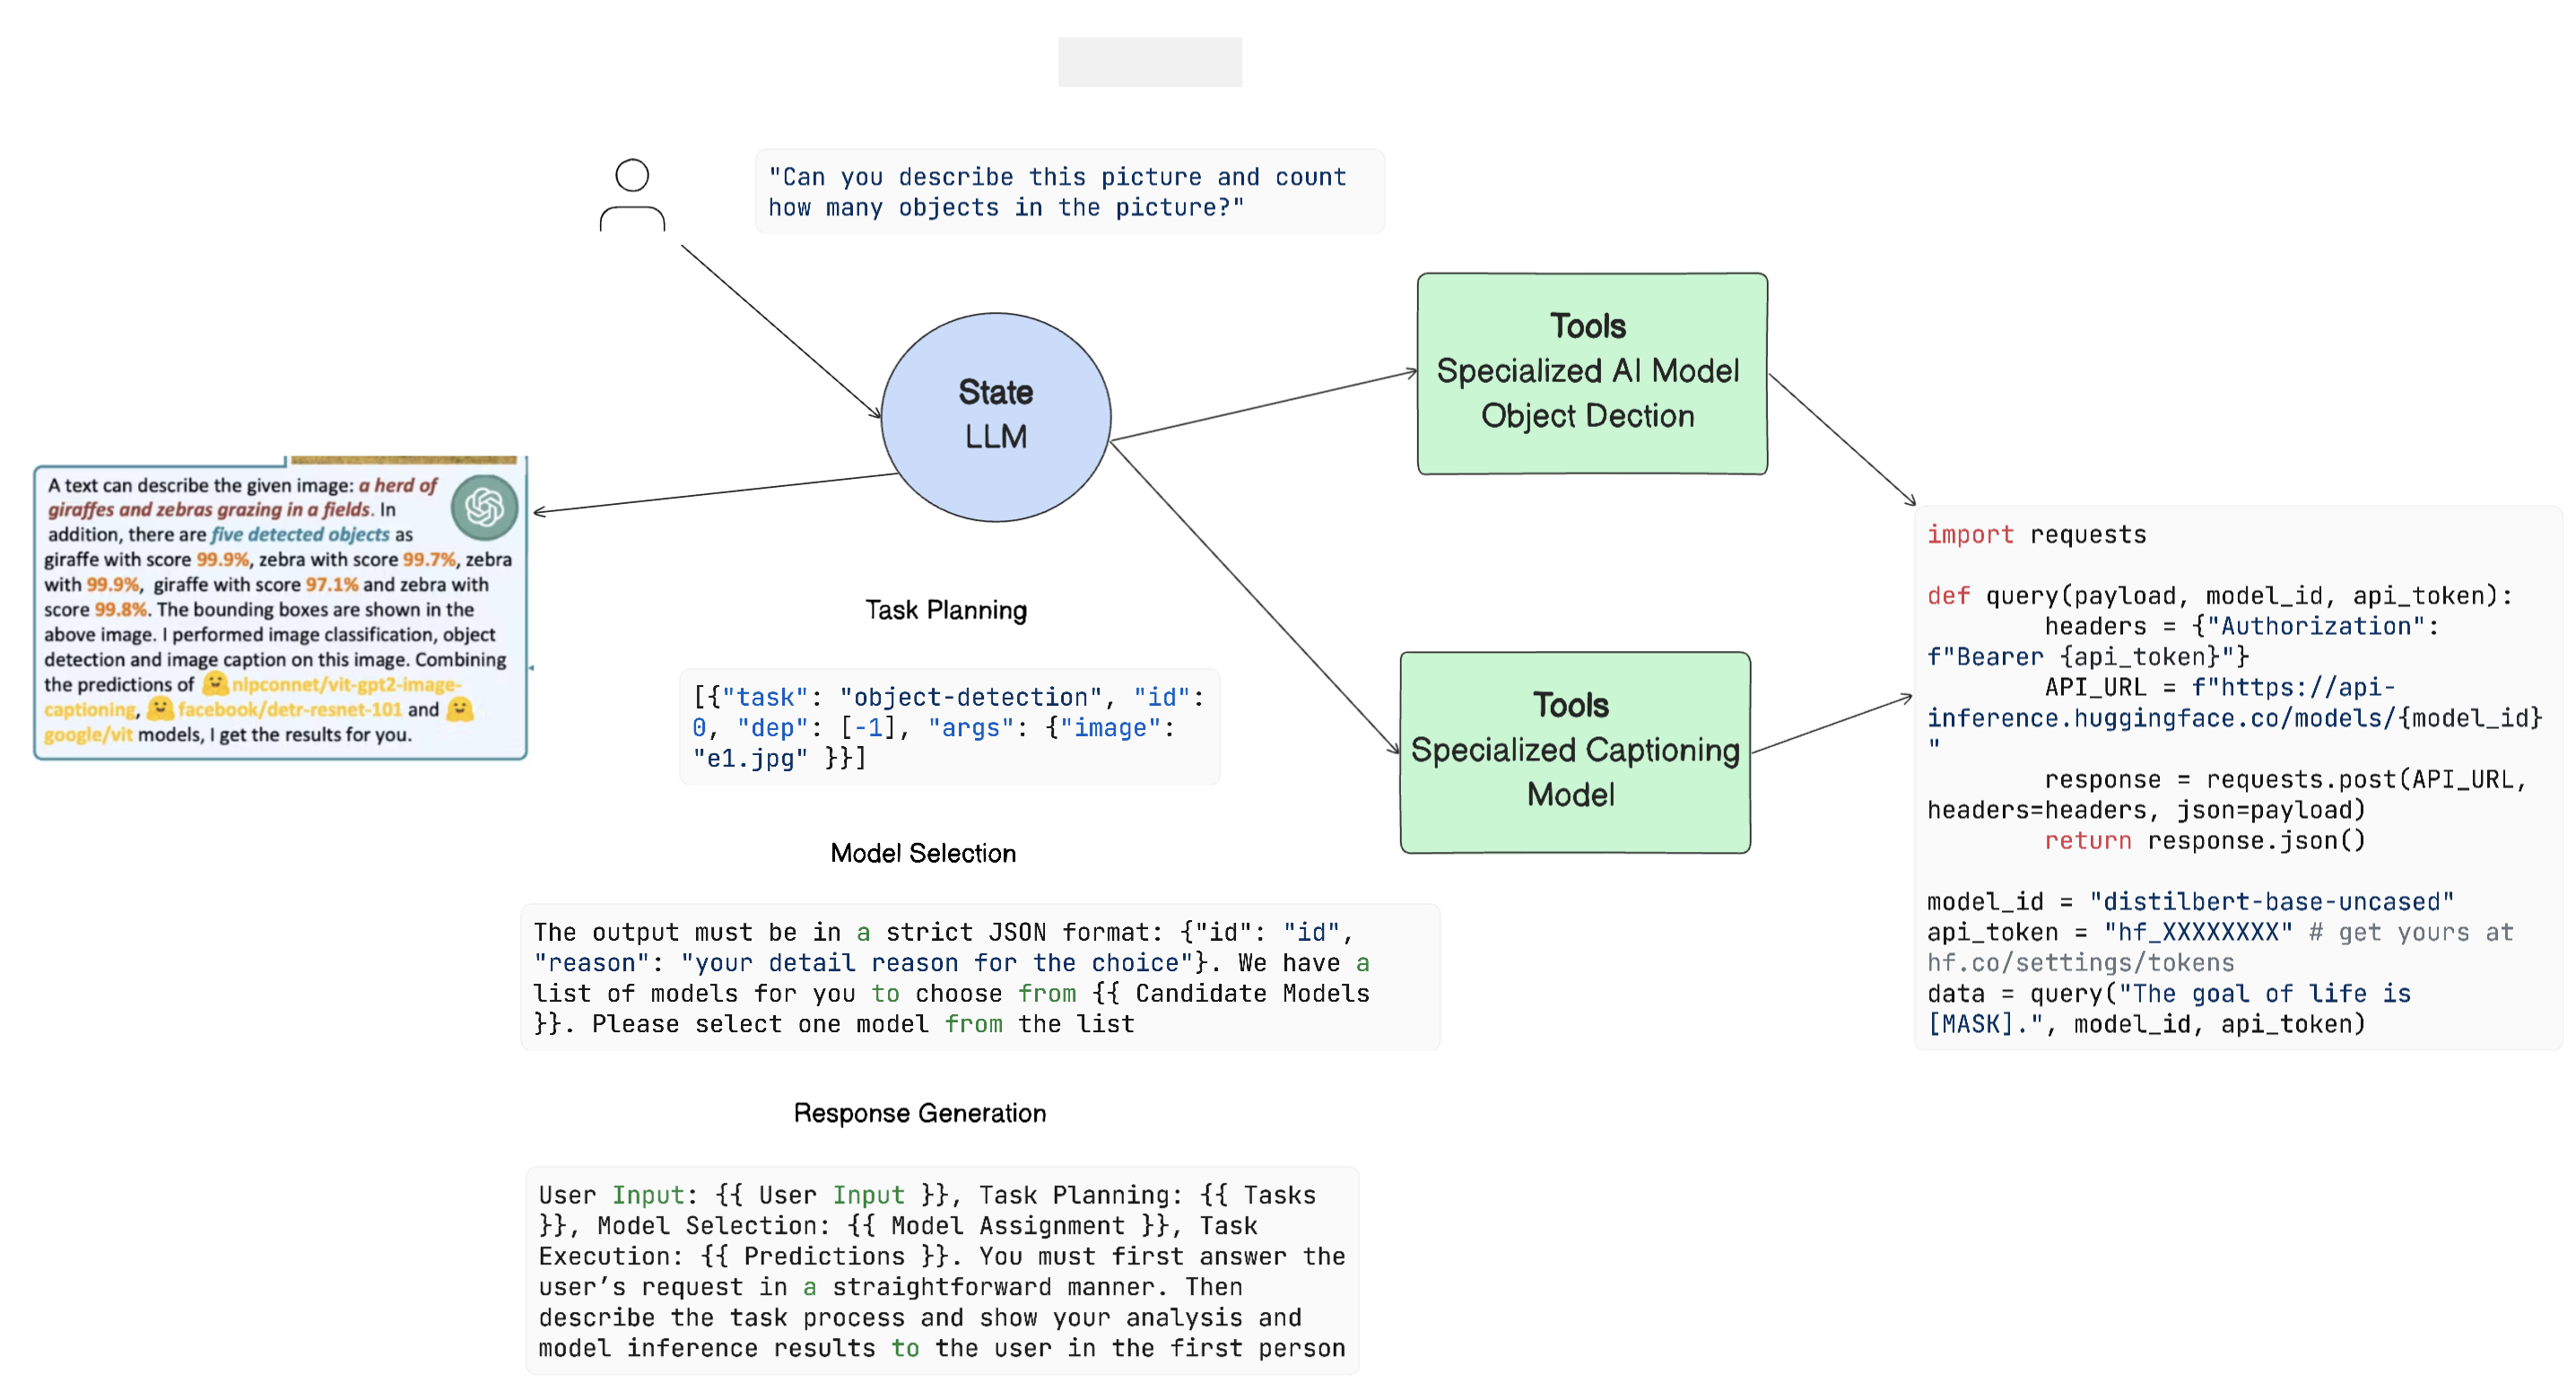 "Can you describe this picture and count
how many objects in the picture?"
State
LLM
Tools
Specialized AI Model
Object Dection
A text can describe the given image: a herd of
giraffes and zebras grazing in a fields. In
addition, there are five detected objects as
giraffe with score 99.9%, zebra with score 99.7%, zebra
with 99.9%, giraffe with score 97.1% and zebra with
score 99.8%. The bounding boxes are shown in the
above image. I performed image classification, object
detection and image caption on this image. Combining
the predictions of nlpconnet/vit-gpt2-image-
captioning, facebook/detr-resnet-101 and
google/vit models, I get the results for you.
Task Planning
[{"task": "object-detection", "id":
0, "dep": [-1], "args": {"image":
"e1.jpg" }}]
Tools
Specialized Captioning
Model
import requests
def query(payload, model_id, api_token):
headers = {"Authorization":
f"Bearer {api_token}"}
API_URL = f"https://api-
inference.huggingface.co/models/{model_id}
"
response = requests.post(API_URL,
headers=headers, json=payload)
return response.json()
model_id = "distilbert-base-uncased"
api_token = "hf_XXXXXXXX" # get yours at
hf.co/settings/tokens
data = query("The goal of life is
[MASK].", model_id, api_token)
Model Selection
The output must be in a strict JSON format: {"id": "id",
"reason": "your detail reason for the choice"}. We have a
list of models for you to choose from {{ Candidate Models
}}. Please select one model from the list
Response Generation
User Input: {{ User Input }}, Task Planning: {{ Tasks
}}, Model Selection: {{ Model Assignment }}, Task
Execution: {{ Predictions }}. You must first answer the
user’s request in a straightforward manner. Then
describe the task process and show your analysis and
model inference results to the user in the first person